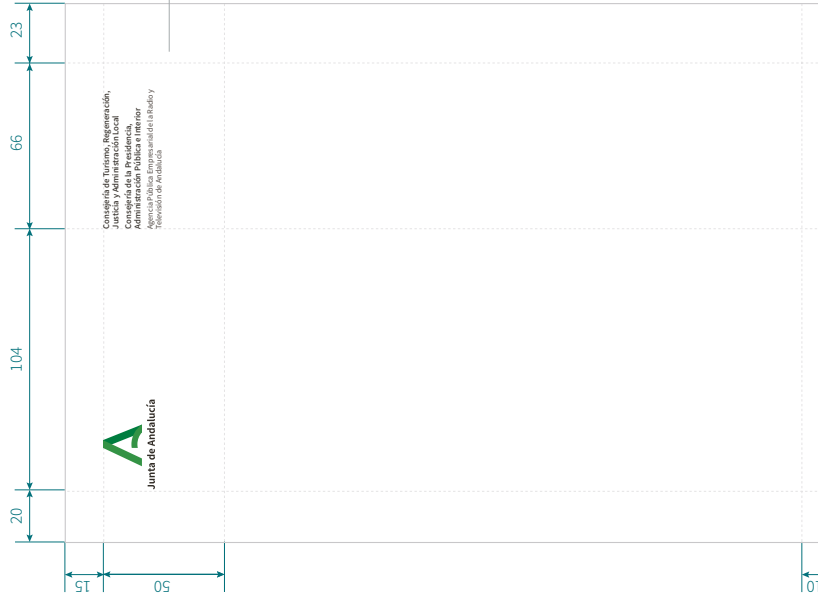 23
66
104
20
Consejería de Turismo, Regeneración,
Justicia y Administración Local
Consejería de la Presidencia,
Administración Pública e Interior
Agencia Pública Empresarial de la Radio y
Televisión de Andalucía
Junta de Andalucía
15
50
10